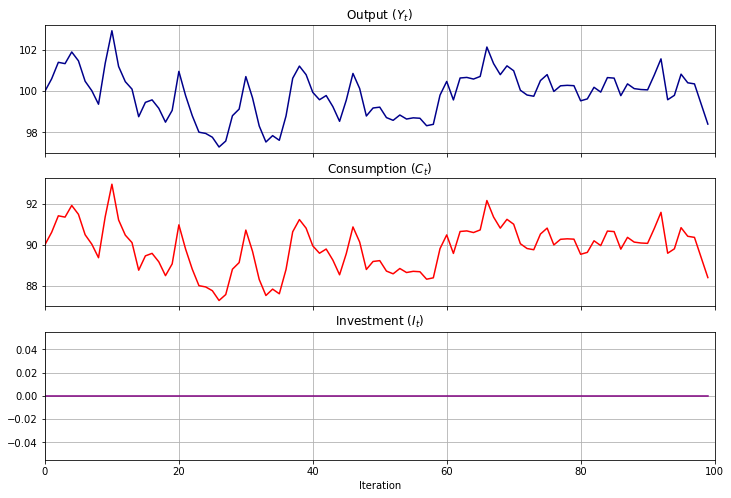 Output (Y_t)
102
100
98
Consumption (C_t)
92
90
88
Investment (I_t)
0.04
0.02
0.00
−0.02
−0.04
0 20 40 60 80 100
Iteration